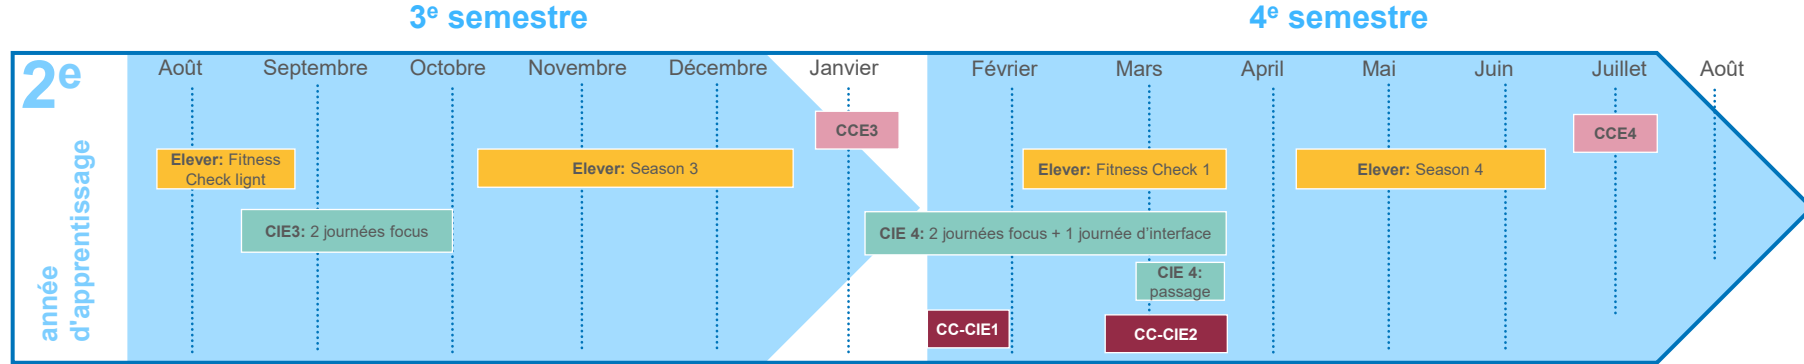 3e semestre
4e semestre
2e
année
d'apprentissage
Août
Septembre
Octobre
Novembre
Décembre
Janvier
Février
Mars
April
Mai
Juin
Juillet
Août
CCE3
CCE4
Elever: Fitness
Check lignt
Elever: Season 3
Elever: Fitness Check 1
Elever: Season 4
CIE3: 2 journées focus
CIE 4: 2 journées focus + 1 journée d'interface
CIE 4:
passage
CC-CIE1
CC-CIE2